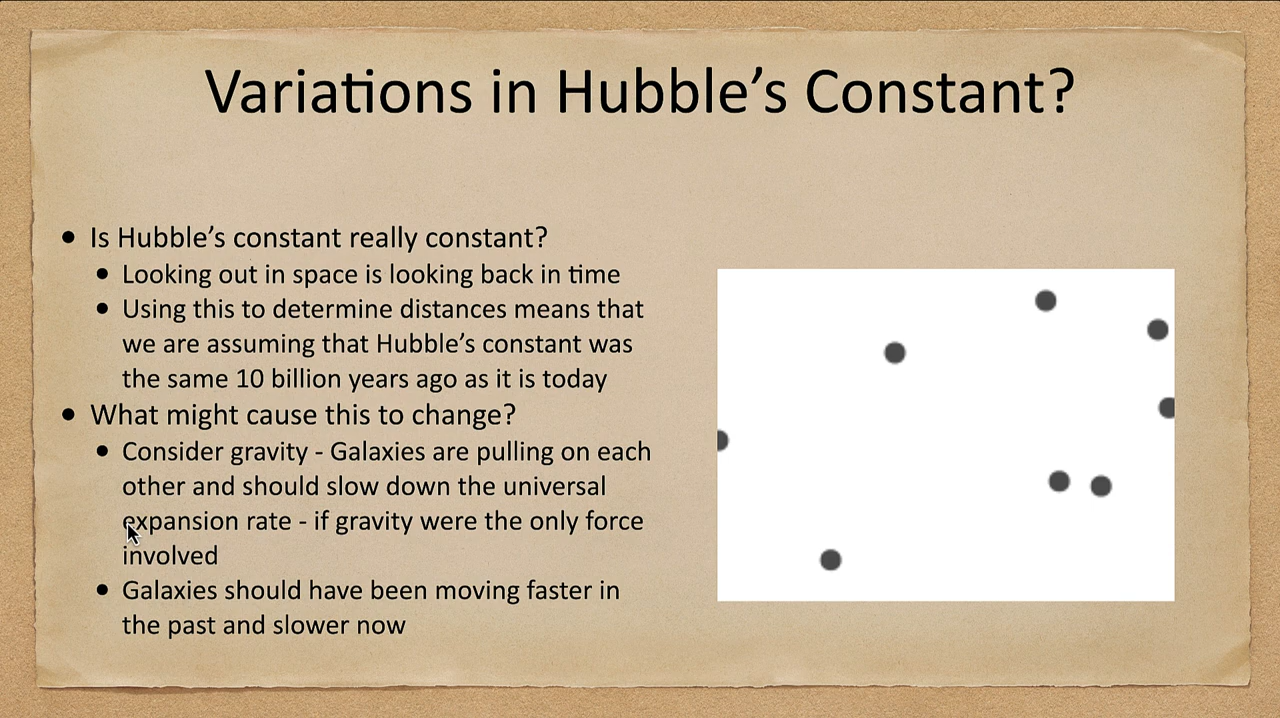 Variations in Hubble’s Constant?
• Is Hubble’s constant really constant?
• Looking out in space is looking back in time
• Using this to determine distances means that
we are assuming that Hubble’s constant was
the same 10 billion years ago as it is today
• What might cause this to change?
• Consider gravity - Galaxies are pulling on each
other and should slow down the universal
expansion rate - if gravity were the only force
involved
• Galaxies should have been moving faster in
the past and slower now